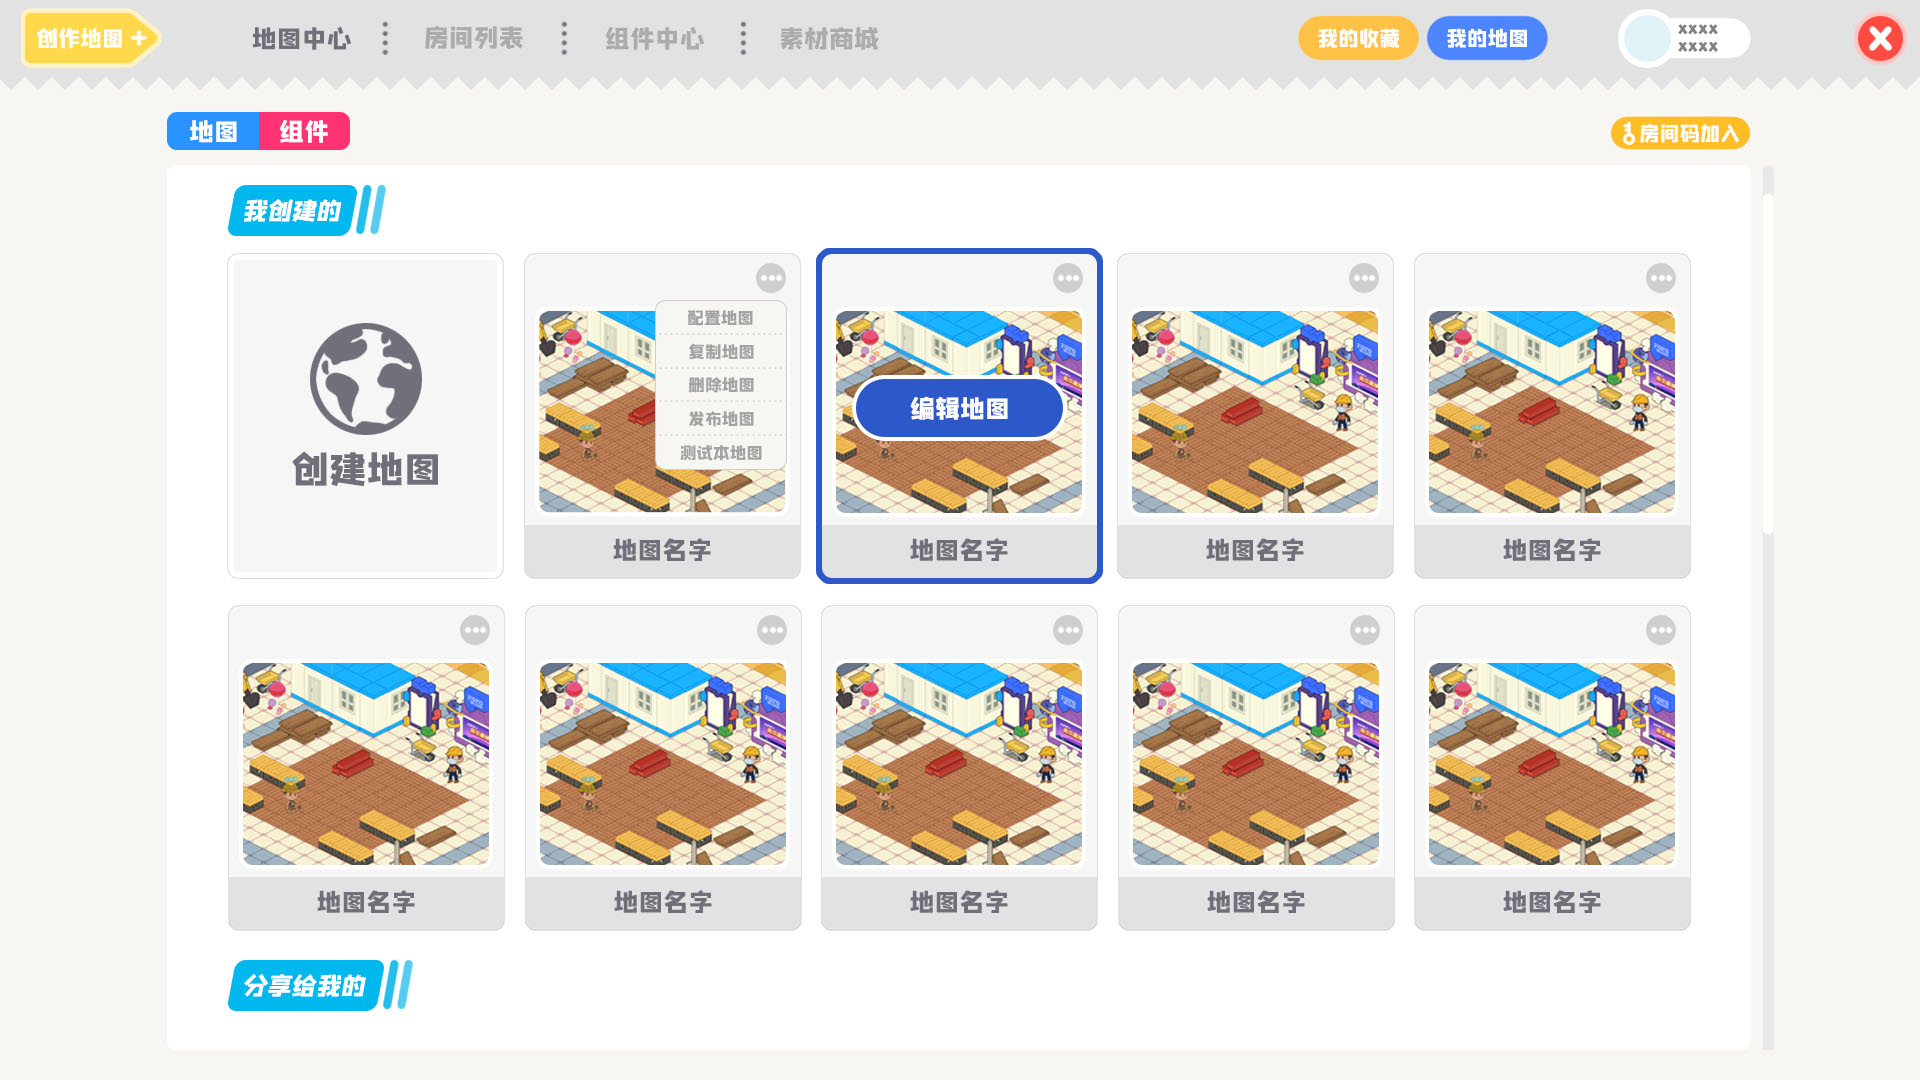 创作地图+
地图中心
房间列表
组件中心
素材商城
我的收藏
我的地图
xxxx
xxxx
地图
组件
房间码加入
我创建的
创建地图
配置地图
复制地图
删除地图
发布地图
测试本地图
地图名字
编辑地图
地图名字
地图名字
地图名字
地图名字
地图名字
地图名字
地图名字
地图名字
分享给我的